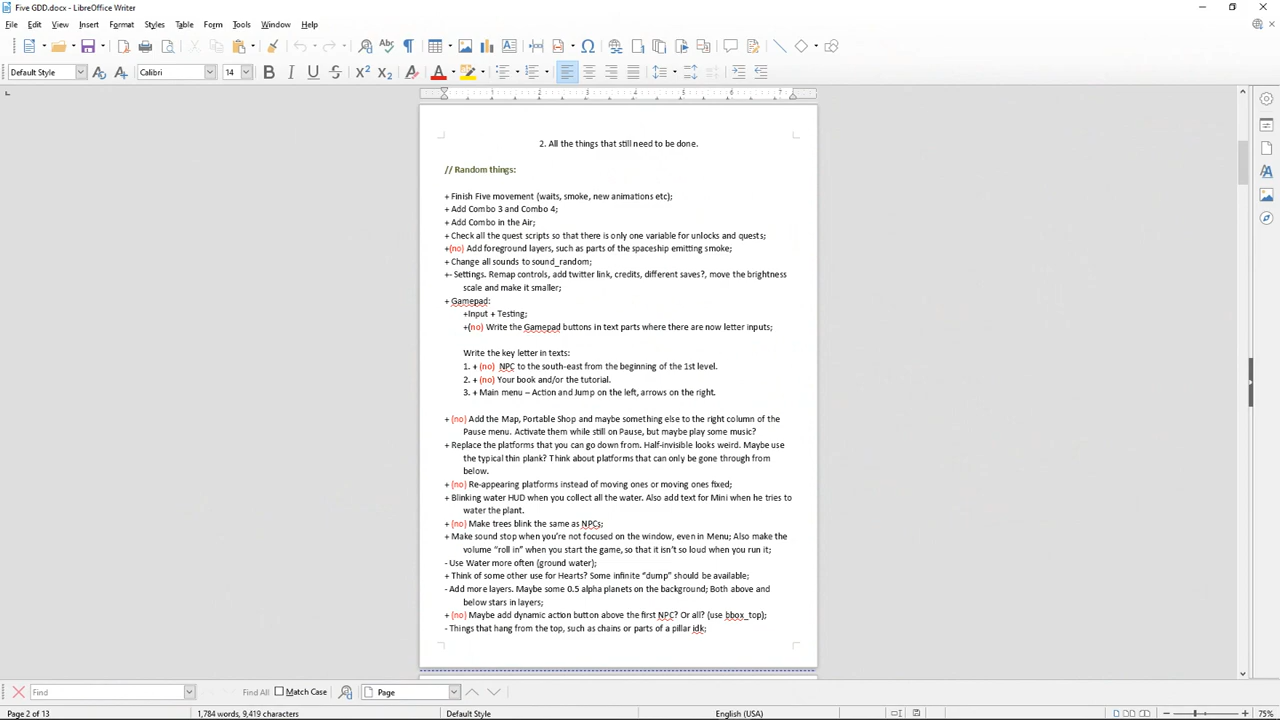 Five GDD.docx - LibreOffice Writer
File Edit View Insert Format Styles Table Form Tools Window Help
Default Style Calibri 14
1 2 3 4 5 6 7
2. All the things that still need to be done.
// Random things:
+ Finish Five movement (waits, smoke, new animations etc);
+ Add Combo 3 and Combo 4;
+ Add Combo in the Air;
+ Check all the quest scripts so that there is only one variable for unlocks and quests;
+(no) Add foreground layers, such as parts of the spaceship emitting smoke;
+ Change all sounds to sound_random;
+- Settings. Remap controls, add twitter link, credits, different saves?, move the brightness
scale and make it smaller;
+ Gamepad:
+Input + Testing;
+(no) Write the Gamepad buttons in text parts where there are now letter inputs;
Write the key letter in texts:
1. + (no) NPC to the south-east from the beginning of the 1st level.
2. + (no) Your book and/or the tutorial.
3. + Main menu – Action and Jump on the left, arrows on the right.
+ (no) Add the Map, Portable Shop and maybe something else to the right column of the
Pause menu. Activate them while still on Pause, but maybe play some music?
+ Replace the platforms that you can go down from. Half-invisible looks weird. Maybe use
the typical thin plank? Think about platforms that can only be gone through from
below.
+ (no) Re-appearing platforms instead of moving ones or moving ones fixed;
+ Blinking water HUD when you collect all the water. Also add text for Mini when he tries to
water the plant.
+ (no) Make trees blink the same as NPCs;
+ Make sound stop when you’re not focused on the window, even in Menu; Also make the
volume “roll in” when you start the game, so that it isn’t so loud when you run it;
- Use Water more often (ground water);
+ Think of some other use for Hearts? Some infinite “dump” should be available;
- Add more layers. Maybe some 0.5 alpha planets on the background; Both above and
below stars in layers;
+ (no) Maybe add dynamic action button above the first NPC? Or all? (use bbox_top);
- Things that hang from the top, such as chains or parts of a pillar idk;
Find Find All Match Case Page
Page 2 of 13 1,784 words, 9,419 characters Default Style English (USA) 75%